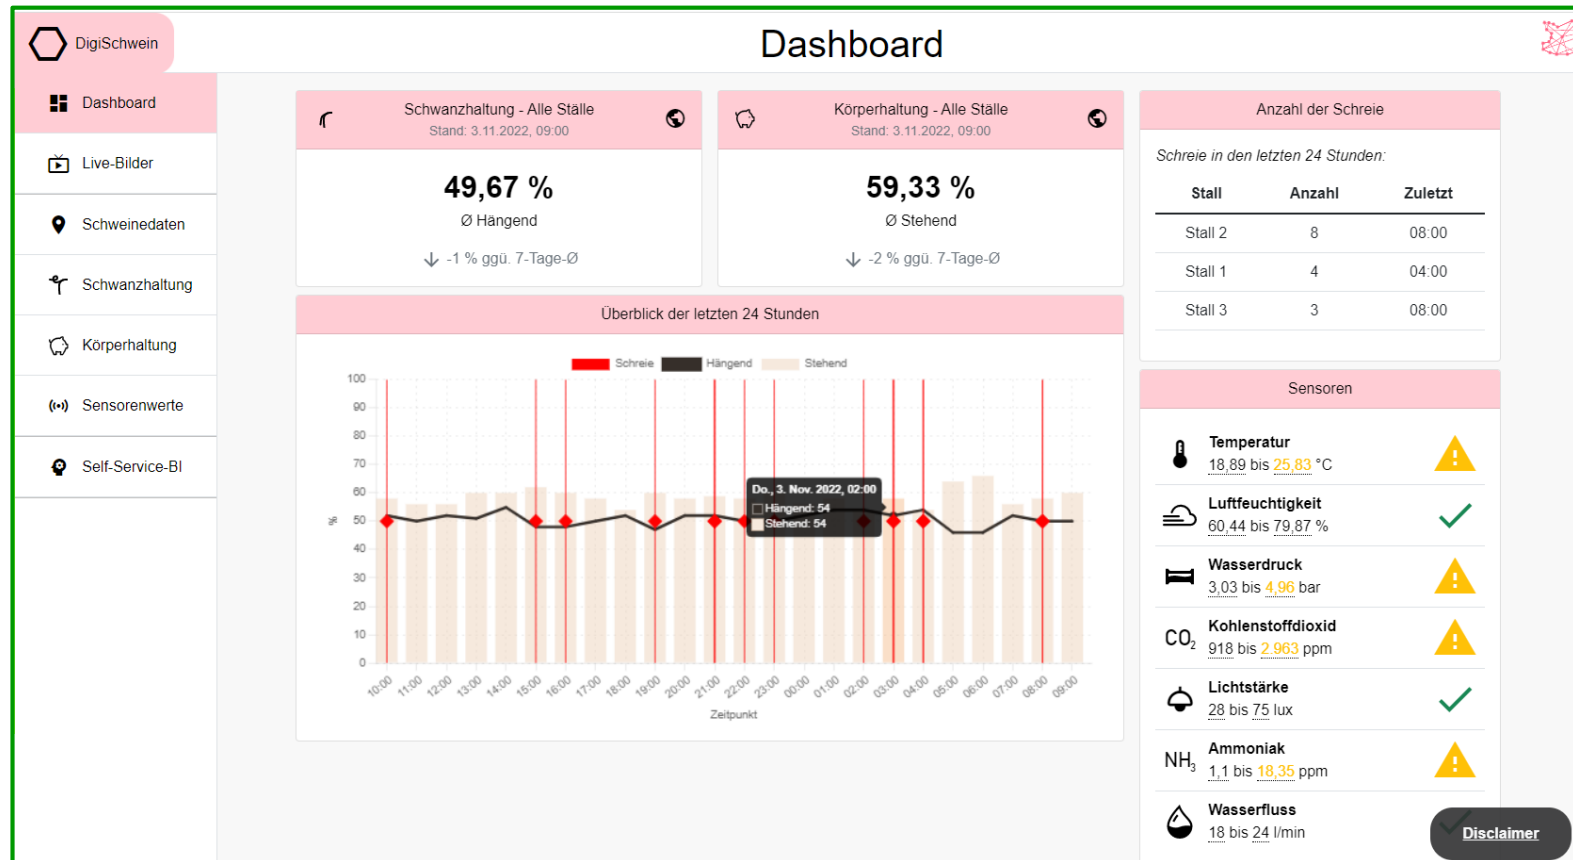 DigiSchwein
Dashboard
Dashboard
Live-Bilder
Schweinedaten
Schwanzhaltung
Körperhaltung
Sensorenwerte
Self-Service-BI
Schwanzhaltung - Alle Ställe
Stand: 3.11.2022, 09:00
49,67 %
Ø Hängend
-1 % ggü. 7-Tage-Ø
Körperhaltung - Alle Ställe
Stand: 3.11.2022, 09:00
59,33 %
Ø Stehend
-2 % ggü. 7-Tage-Ø
Überblick der letzten 24 Stunden
Schreie Hängend Stehend
100
90
80
70
60
50
40
30
20
10
0
%
Do., 3. Nov. 2022, 02:00
Hängend: 54
Stehend: 54
10:00 11:00 12:00 13:00 14:00 15:00 16:00 17:00 18:00 19:00 20:00 21:00 22:00 23:00 00:00 01:00 02:00 03:00 04:00 05:00 06:00 07:00 08:00 09:00
Zeitpunkt
Anzahl der Schreie
Schreie in den letzten 24 Stunden:
Stall Anzahl Zuletzt
Stall 2 8 08:00
Stall 1 4 04:00
Stall 3 3 08:00
Sensoren
Temperatur
18,89 bis 25,83 °C
Luftfeuchtigkeit
60,44 bis 79,87 %
Wasserdruck
3,03 bis 4,96 bar
CO₂ Kohlenstoffdioxid
918 bis 2.963 ppm
Lichtstärke
28 bis 75 lux
NH₃ Ammoniak
1,1 bis 18,35 ppm
Wasserfluss
18 bis 24 l/min
Disclaimer